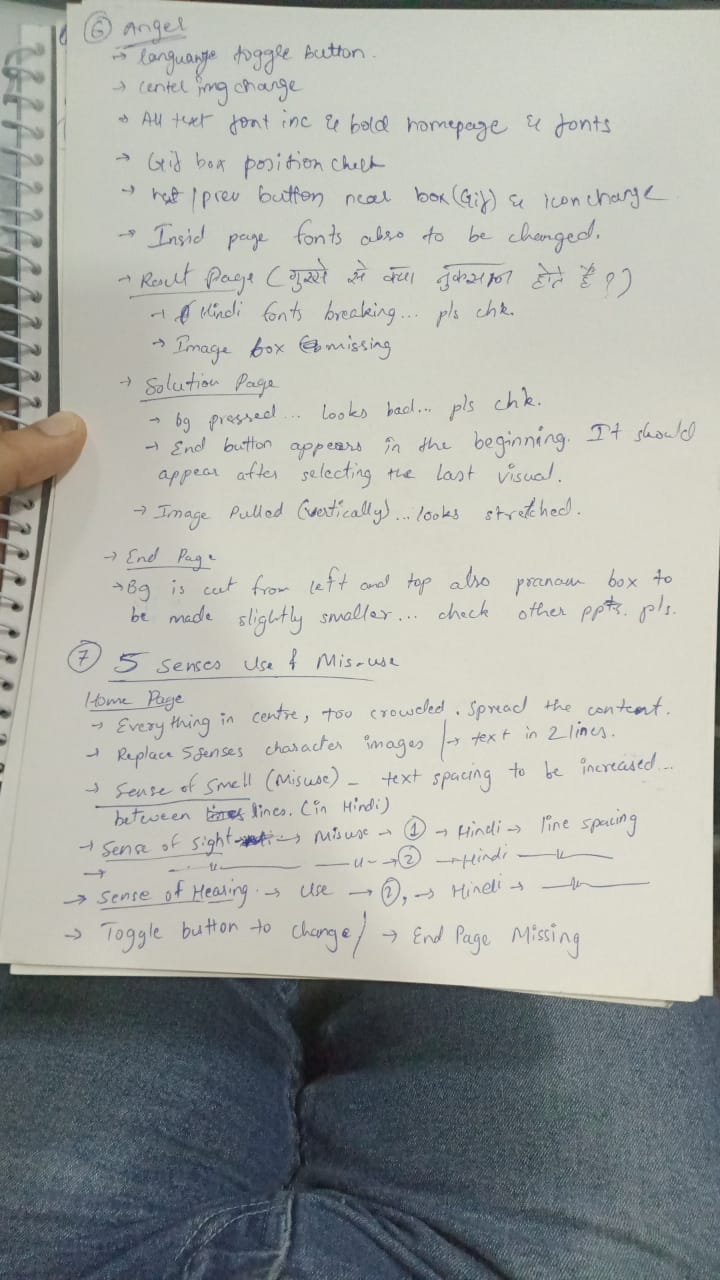 ⑥ Angel
→ languange toggle button.
→ center img change
→ All text font inc & bold homepage & fonts
→ Gif box position check
→ nxt / prev button near box (Gif) & icon change
→ Insid page fonts also to be changed.
→ Rsult Page (गुस्से से क्या नुकसान होते हैं ?)
→ Hindi fonts breaking... pls chk.
→ Image box missing
→ Solution Page
→ bg pressed... looks bad... pls chk.
→ End button appears in the beginning. It should
appear after selecting the last visual.
→ Image Pulled (vertically)... looks stretched.
→ End Page
→ Bg is cut from left and top also pranam box to
be made slightly smaller... check other ppts. pls.
⑦ 5 Senses Use & Mis-use
Home Page
→ Everything in centre, too crowded. Spread the content.
→ Replace 5 senses character images / → text in 2 lines.
→ Sense of Smell (Misuse) – text spacing to be increased...
between lines. (in Hindi)
→ Sense of Sight → Misuse → ① → Hindi → line spacing
→ —〃— —〃— → ② → Hindi —〃—
→ Sense of Hearing. → Use → ②, → Hindi → —〃—
→ Toggle button to change / → End Page Missing